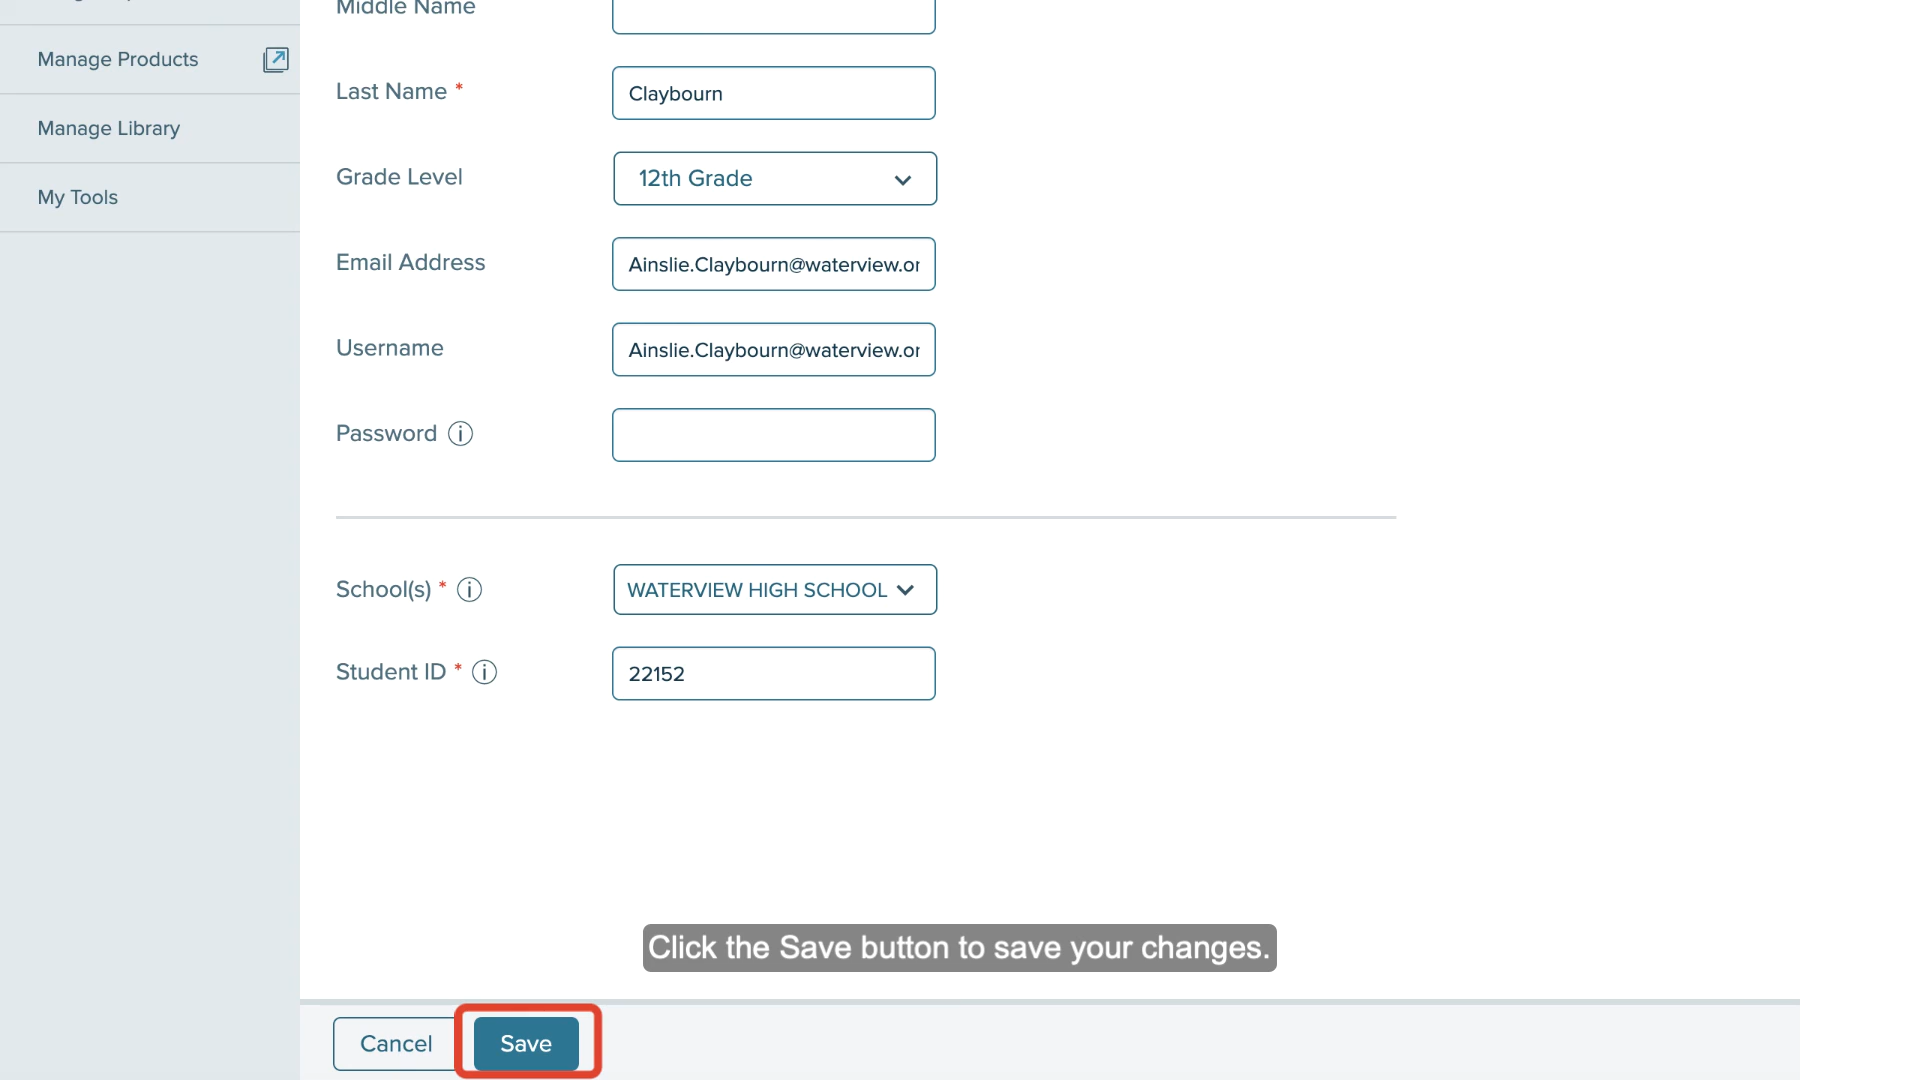 Middle Name
Manage Products
Last Name *
Claybourn
Manage Library
Grade Level
12th Grade
My Tools
Email Address
Ainslie.Claybourn@waterview.or
Username
Ainslie.Claybourn@waterview.or
Password
School(s) *
WATERVIEW HIGH SCHOOL
Student ID *
22152
Click the Save button to save your changes.
Cancel
Save